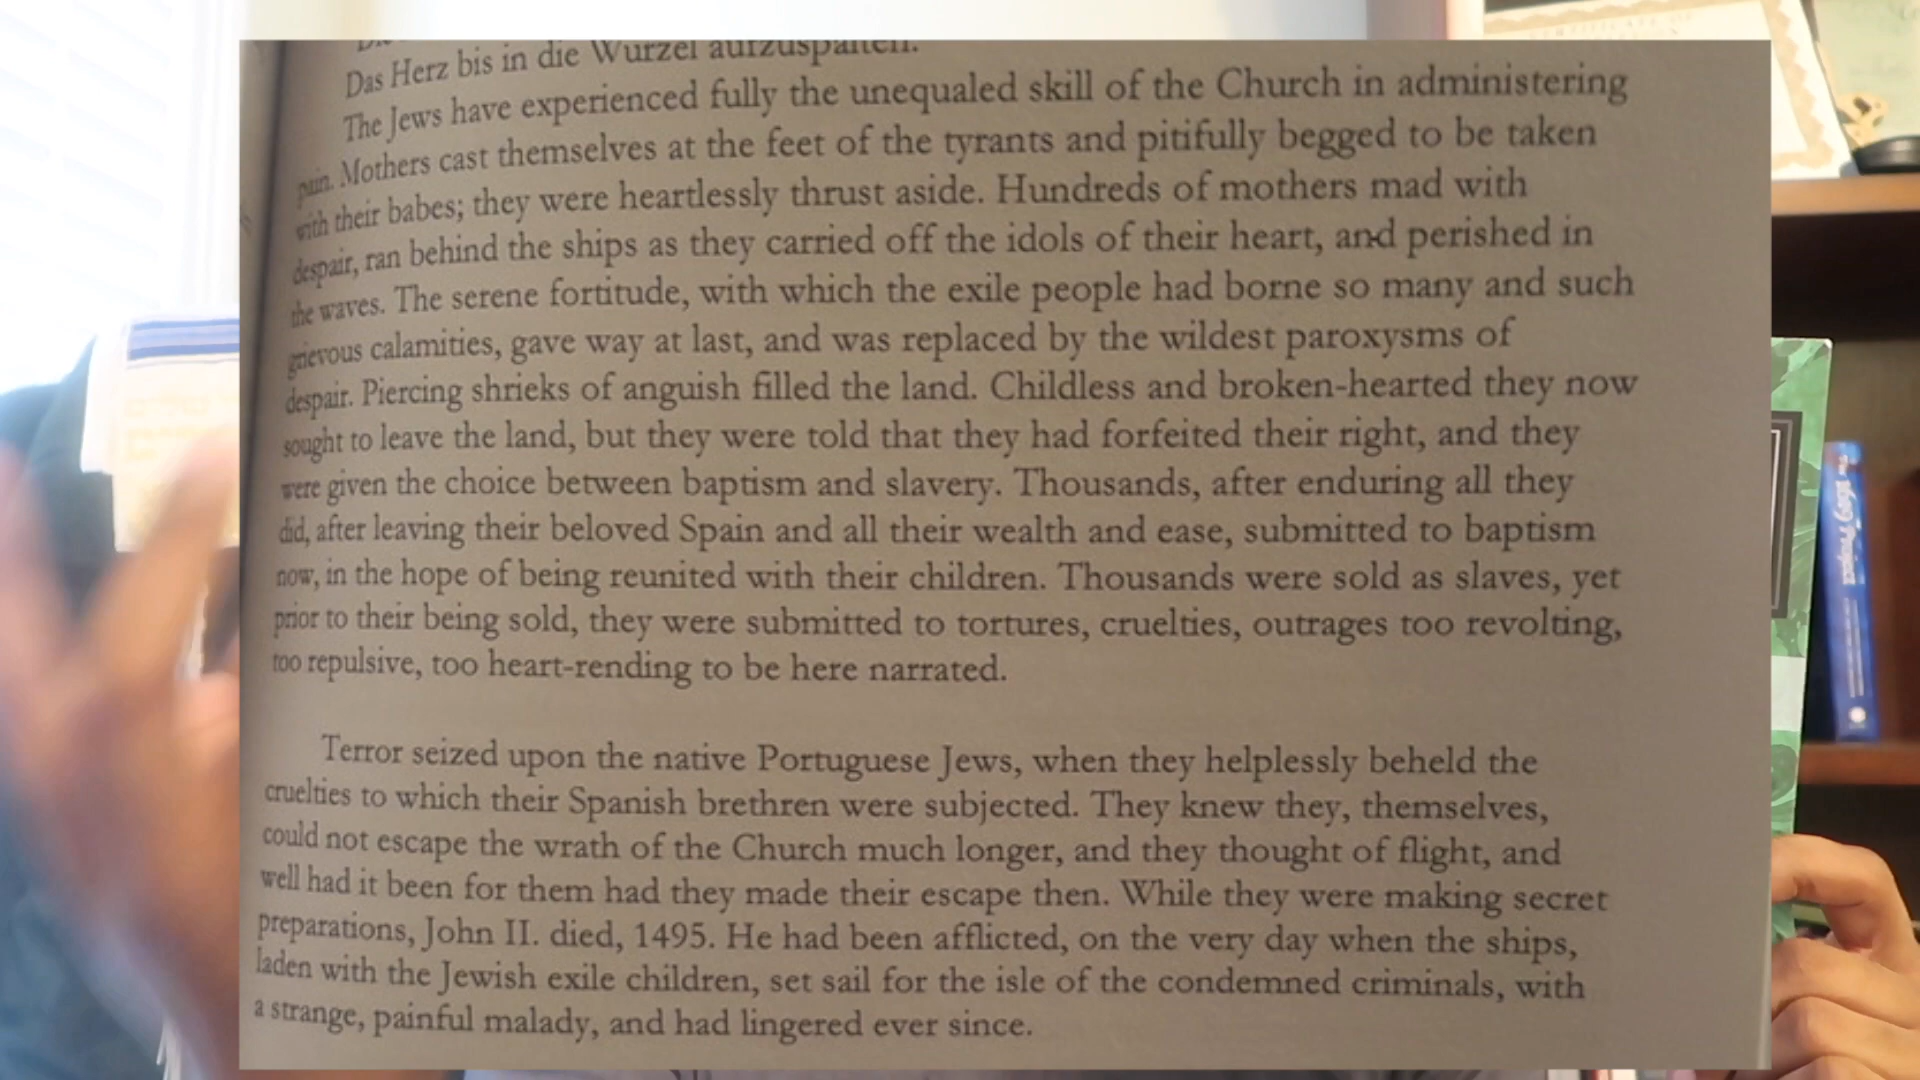 Das Herz bis in die Wurzel aufzuspalten.
The Jews have experienced fully the unequaled skill of the Church in administering
pain. Mothers cast themselves at the feet of the tyrants and pitifully begged to be taken
with their babes; they were heartlessly thrust aside. Hundreds of mothers mad with
despair, ran behind the ships as they carried off the idols of their heart, and perished in
the waves. The serene fortitude, with which the exile people had borne so many and such
grievous calamities, gave way at last, and was replaced by the wildest paroxysms of
despair. Piercing shrieks of anguish filled the land. Childless and broken-hearted they now
sought to leave the land, but they were told that they had forfeited their right, and they
were given the choice between baptism and slavery. Thousands, after enduring all they
did, after leaving their beloved Spain and all their wealth and ease, submitted to baptism
now, in the hope of being reunited with their children. Thousands were sold as slaves, yet
prior to their being sold, they were submitted to tortures, cruelties, outrages too revolting,
too repulsive, too heart-rending to be here narrated.
Terror seized upon the native Portuguese Jews, when they helplessly beheld the
cruelties to which their Spanish brethren were subjected. They knew they, themselves,
could not escape the wrath of the Church much longer, and they thought of flight, and
well had it been for them had they made their escape then. While they were making secret
preparations, John II. died, 1495. He had been afflicted, on the very day when the ships,
laden with the Jewish exile children, set sail for the isle of the condemned criminals, with
a strange, painful malady, and had lingered ever since.
The